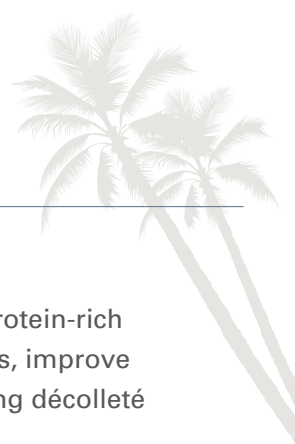 rotein-rich
s, improve
ng décolleté